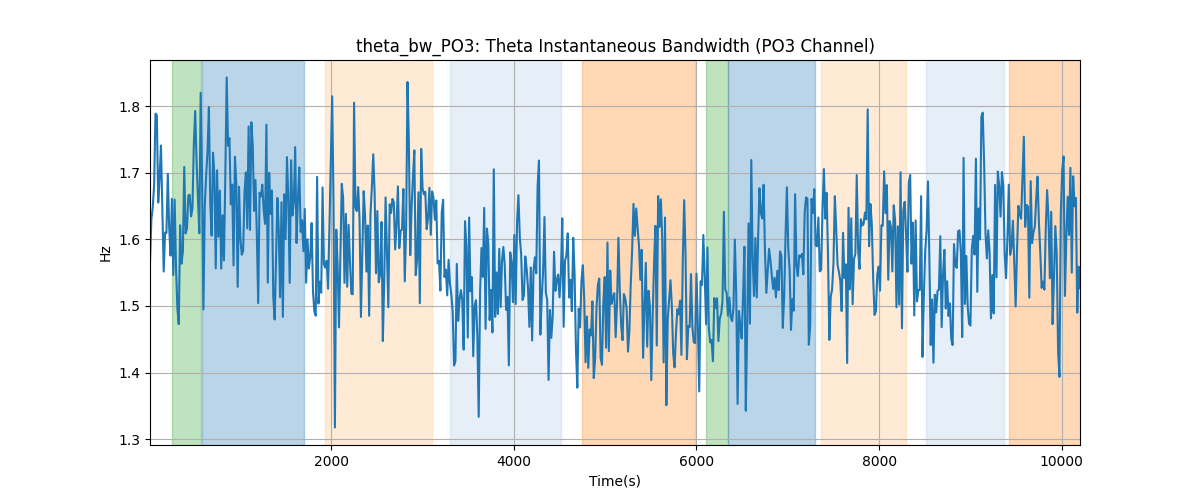 theta_bw_PO3: Theta Instantaneous Bandwidth (PO3 Channel)
1.8
1.7
1.6
1.5
1.4
1.3
Hz
2000 4000 6000 8000 10000
Time(s)